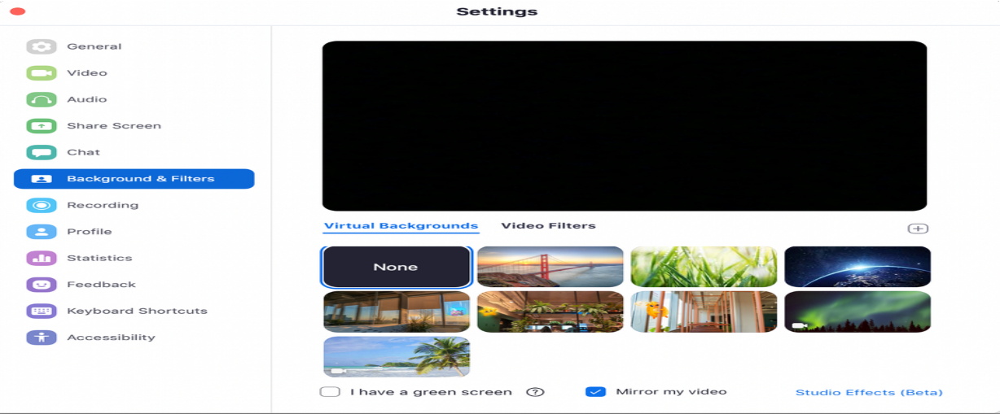 Settings
General
Video
Audio
Share Screen
Chat
Background & Filters
Recording
Profile
Statistics
Feedback
Keyboard Shortcuts
Accessibility
Virtual Backgrounds
Video Filters
None
I have a green screen
Mirror my video
Studio Effects (Beta)